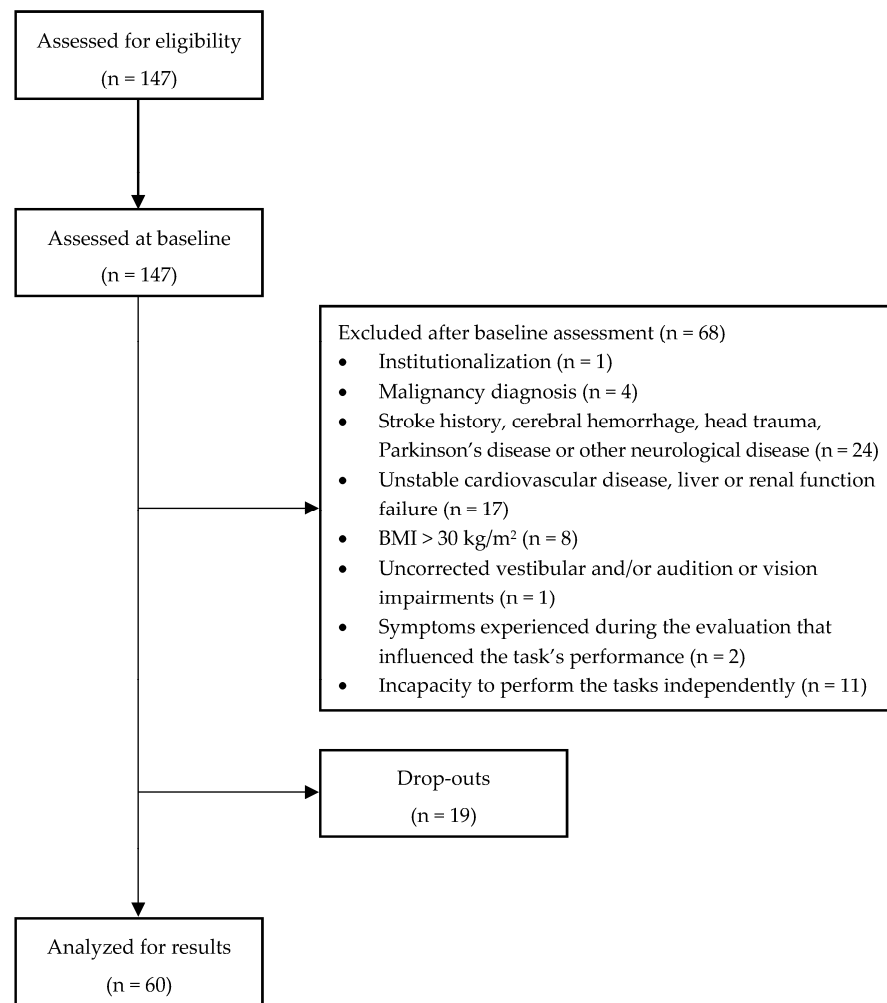 Assessed for eligibility
(n = 147)
Assessed at baseline
(n = 147)
Excluded after baseline assessment (n = 68)
• Institutionalization (n = 1)
• Malignancy diagnosis (n = 4)
• Stroke history, cerebral hemorrhage, head trauma,
Parkinson's disease or other neurological disease (n = 24)
• Unstable cardiovascular disease, liver or renal function
failure (n = 17)
• BMI > 30 kg/m² (n = 8)
• Uncorrected vestibular and/or audition or vision
impairments (n = 1)
• Symptoms experienced during the evaluation that
influenced the task's performance (n = 2)
• Incapacity to perform the tasks independently (n = 11)
Drop-outs
(n = 19)
Analyzed for results
(n = 60)